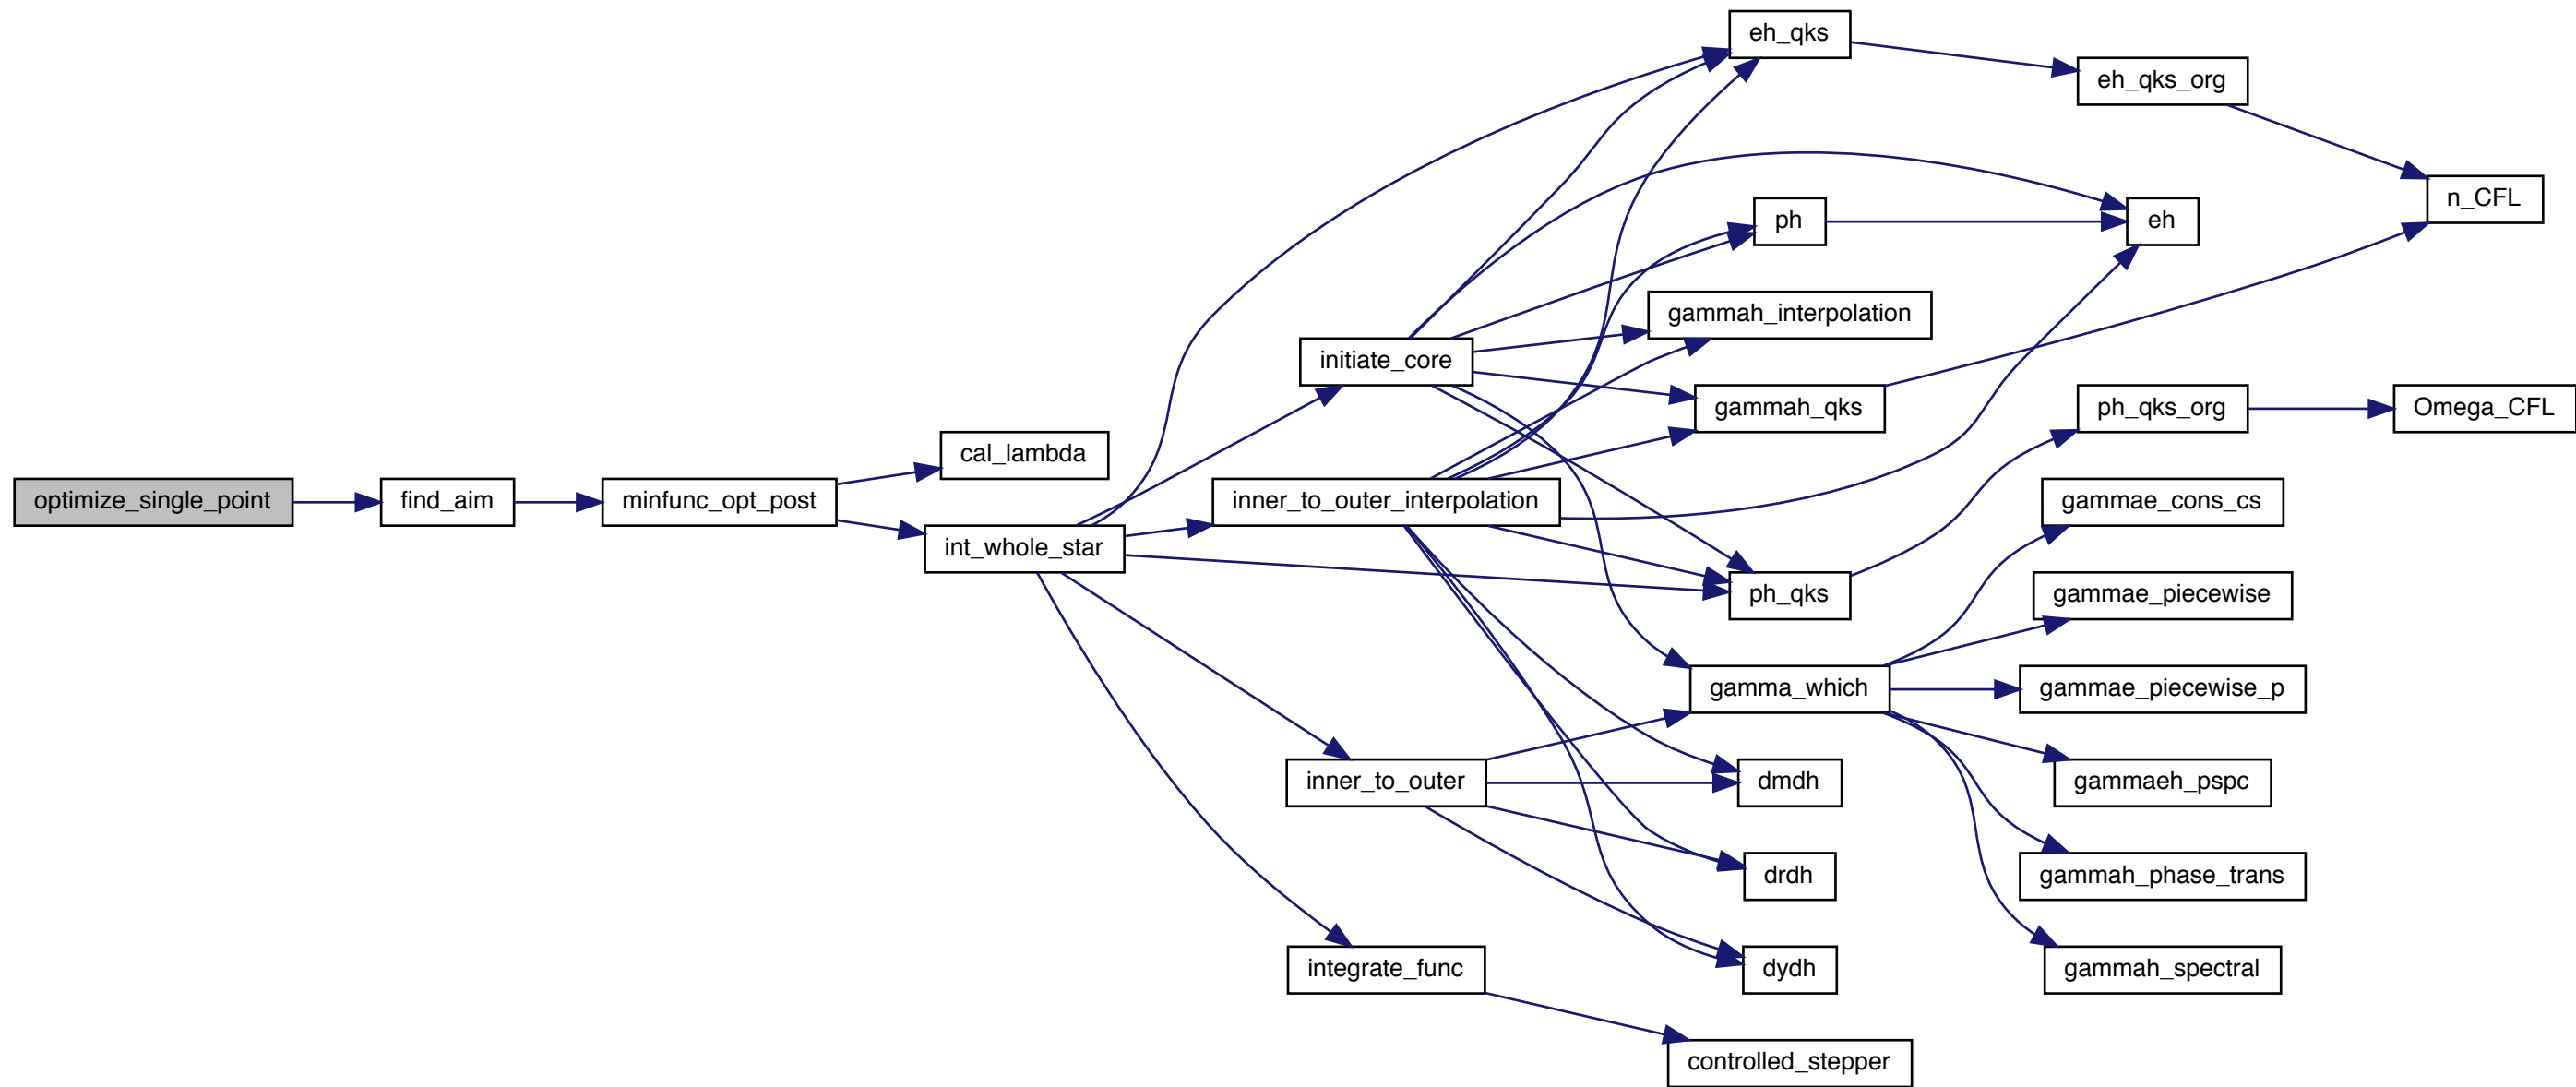 optimize_single_point
find_aim
minfunc_opt_post
cal_lambda
int_whole_star
initiate_core
inner_to_outer_interpolation
inner_to_outer
integrate_func
eh_qks
ph
gammah_interpolation
gammah_qks
ph_qks
gamma_which
dmdh
drdh
dydh
controlled_stepper
eh_qks_org
eh
ph_qks_org
gammae_cons_cs
gammae_piecewise
gammae_piecewise_p
gammaeh_pspc
gammah_phase_trans
gammah_spectral
n_CFL
Omega_CFL